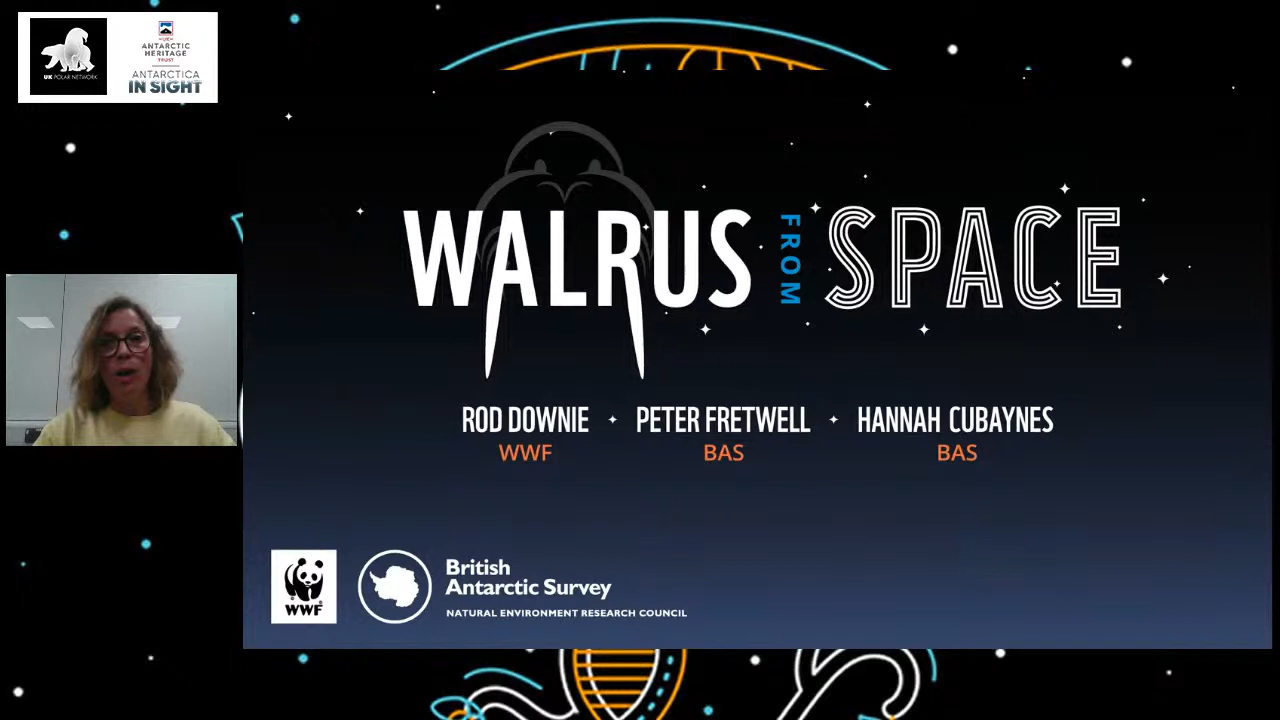 UK POLAR NETWORK
UK
ANTARCTIC
HERITAGE
TRUST
ANTARCTICA
IN SIGHT
WALRUS FROM SPACE
ROD DOWNIE
WWF
PETER FRETWELL
BAS
HANNAH CUBAYNES
BAS
WWF
British
Antarctic Survey
NATURAL ENVIRONMENT RESEARCH COUNCIL